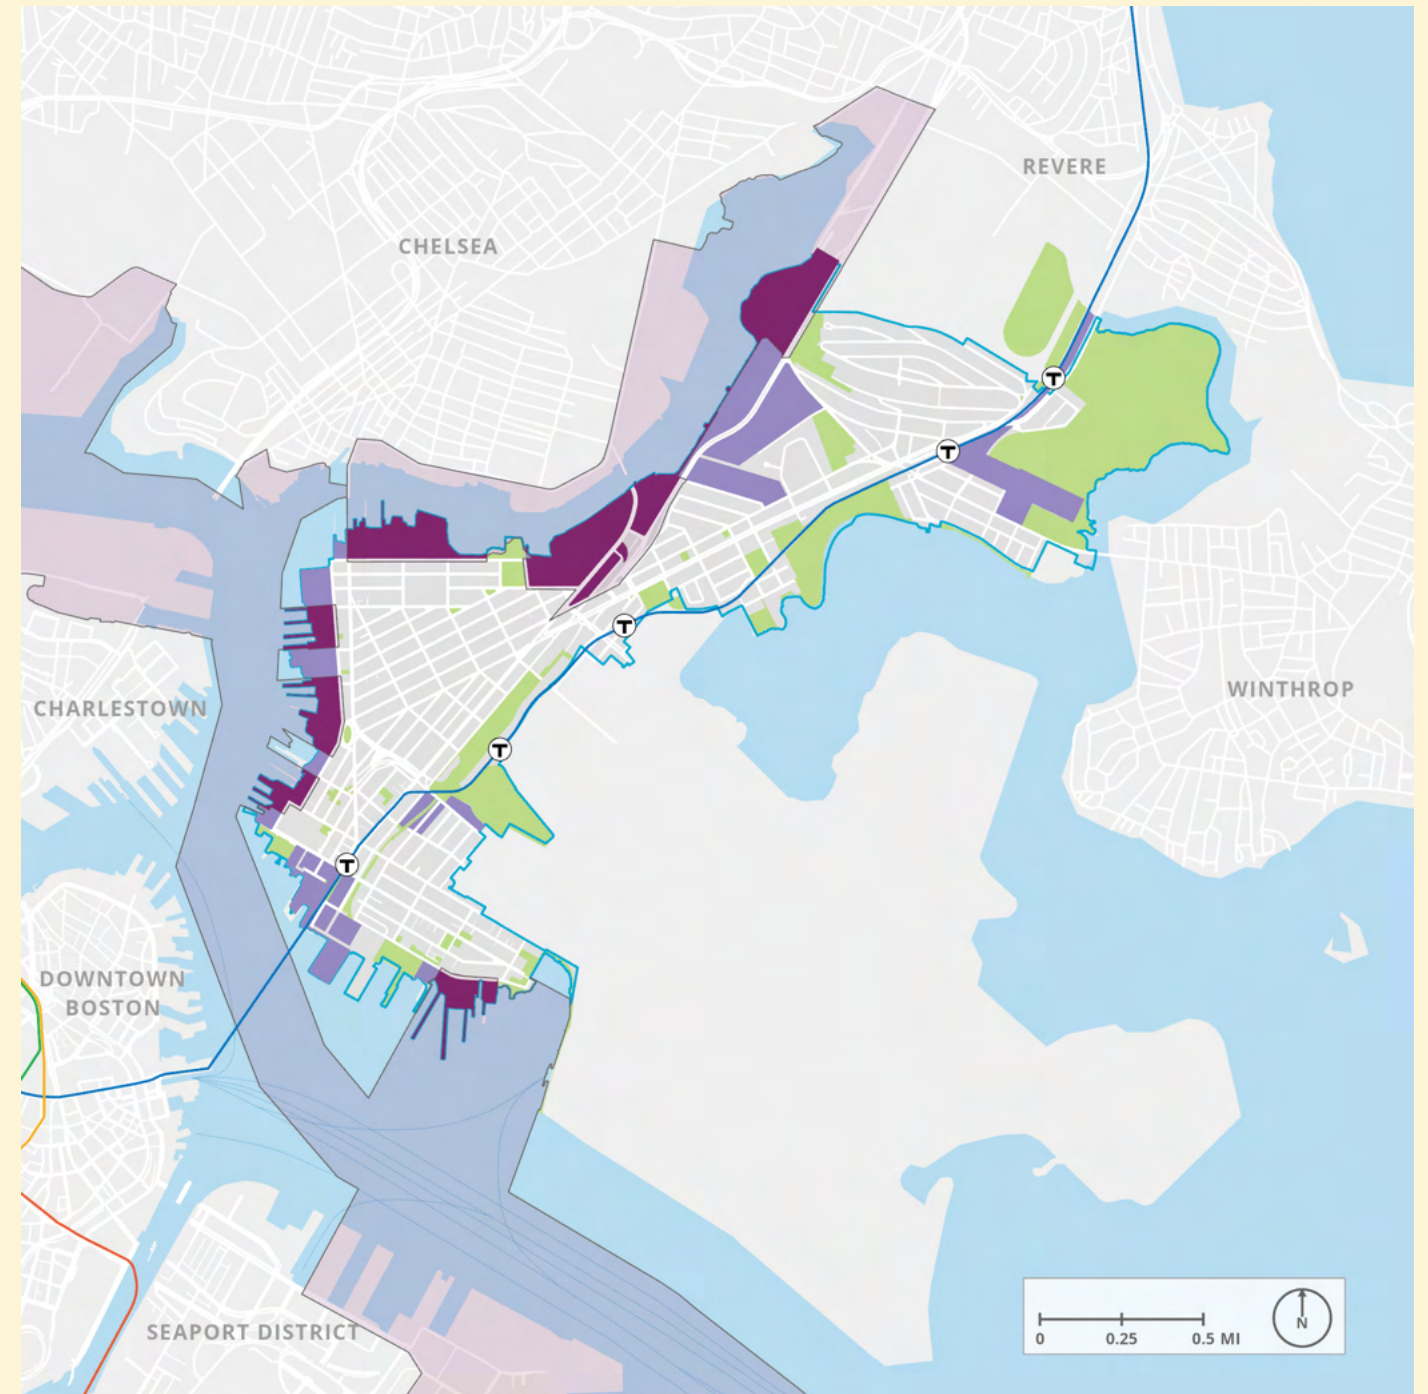 REVERE
CHELSEA
T
T
T
WINTHROP
CHARLESTOWN
T
T
DOWNTOWN
BOSTON
N
0 0.25 0.5 MI
SEAPORT DISTRICT